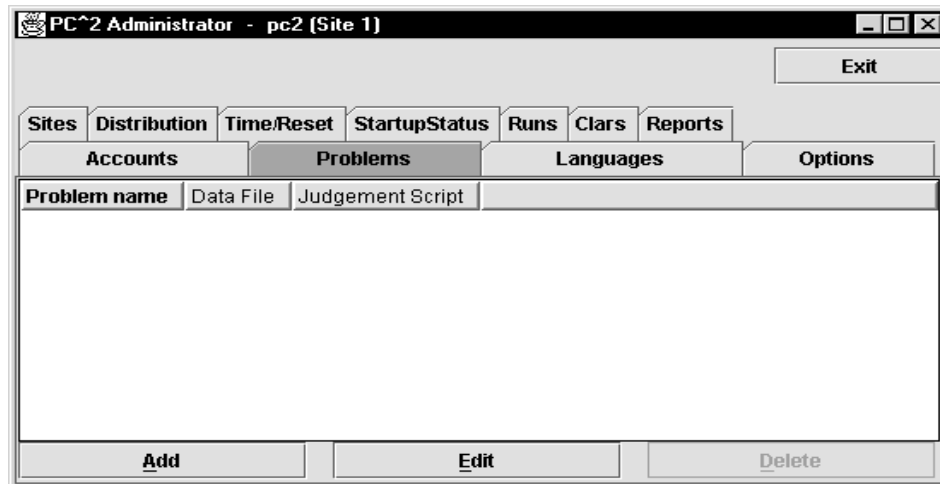 PC^2 Administrator - pc2 (Site 1)
Exit
Sites Distribution Time/Reset StartupStatus Runs Clars Reports
Accounts Problems Languages Options
Problem name Data File Judgement Script
Add Edit Delete